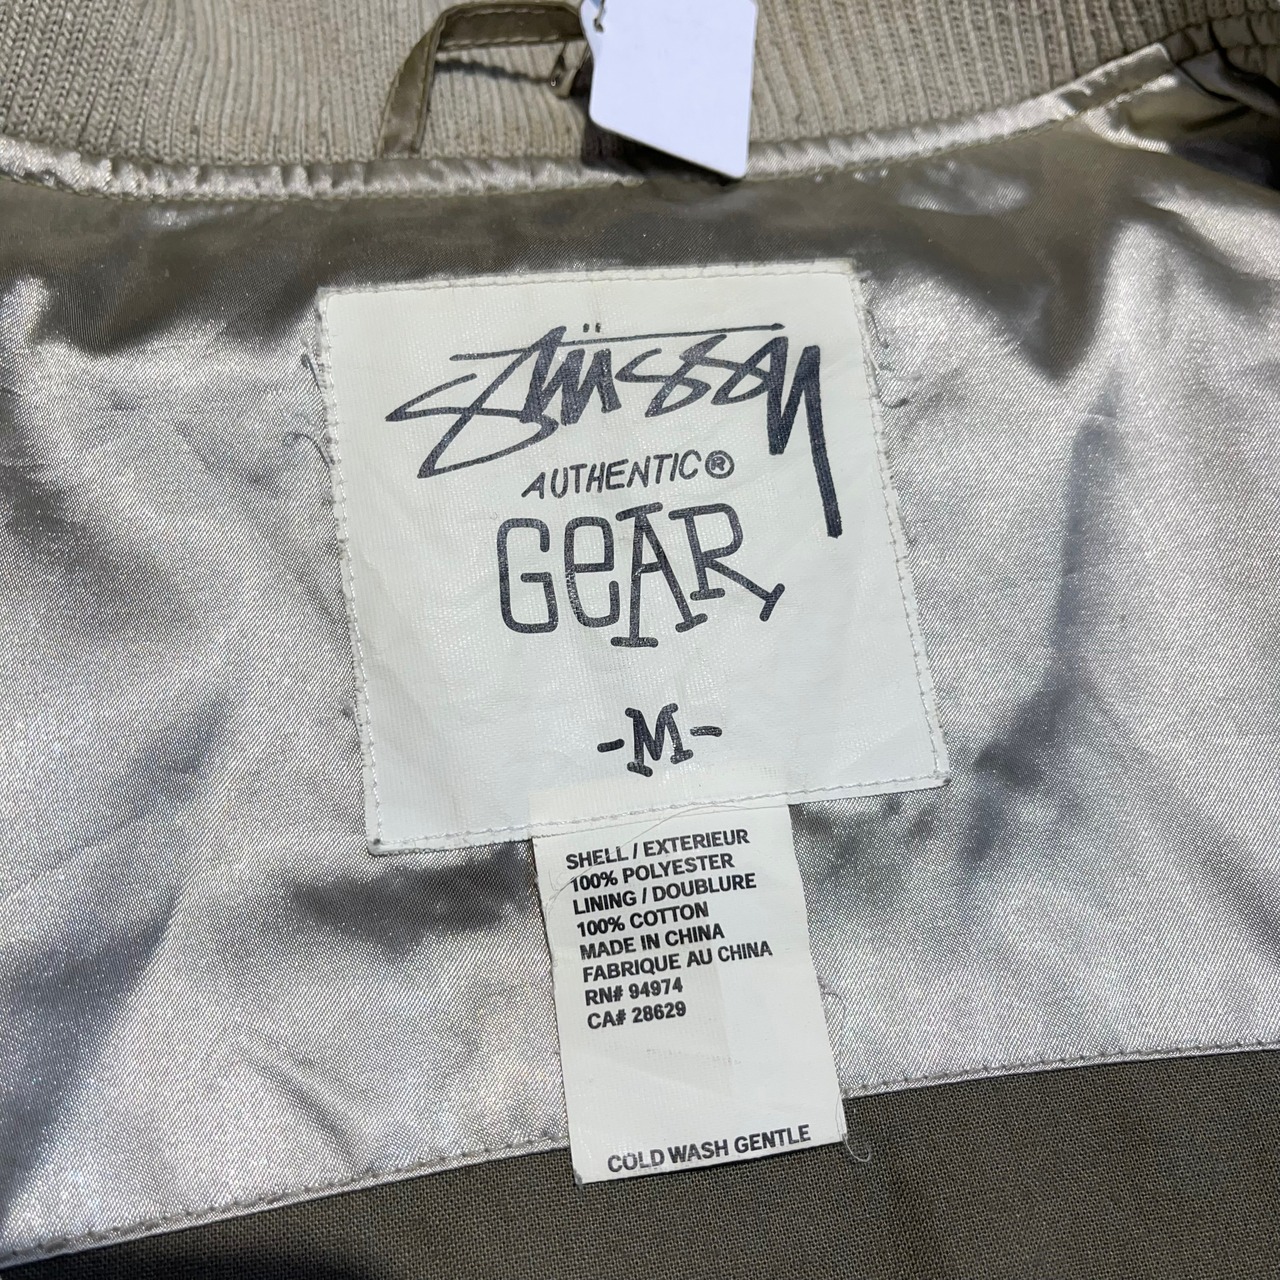 Stüssy
AUTHENTIC®
GeAR
-M-
SHELL / EXTERIEUR
100% POLYESTER
LINING / DOUBLURE
100% COTTON
MADE IN CHINA
FABRIQUE AU CHINA
RN# 94974
CA# 28629
COLD WASH GENTLE